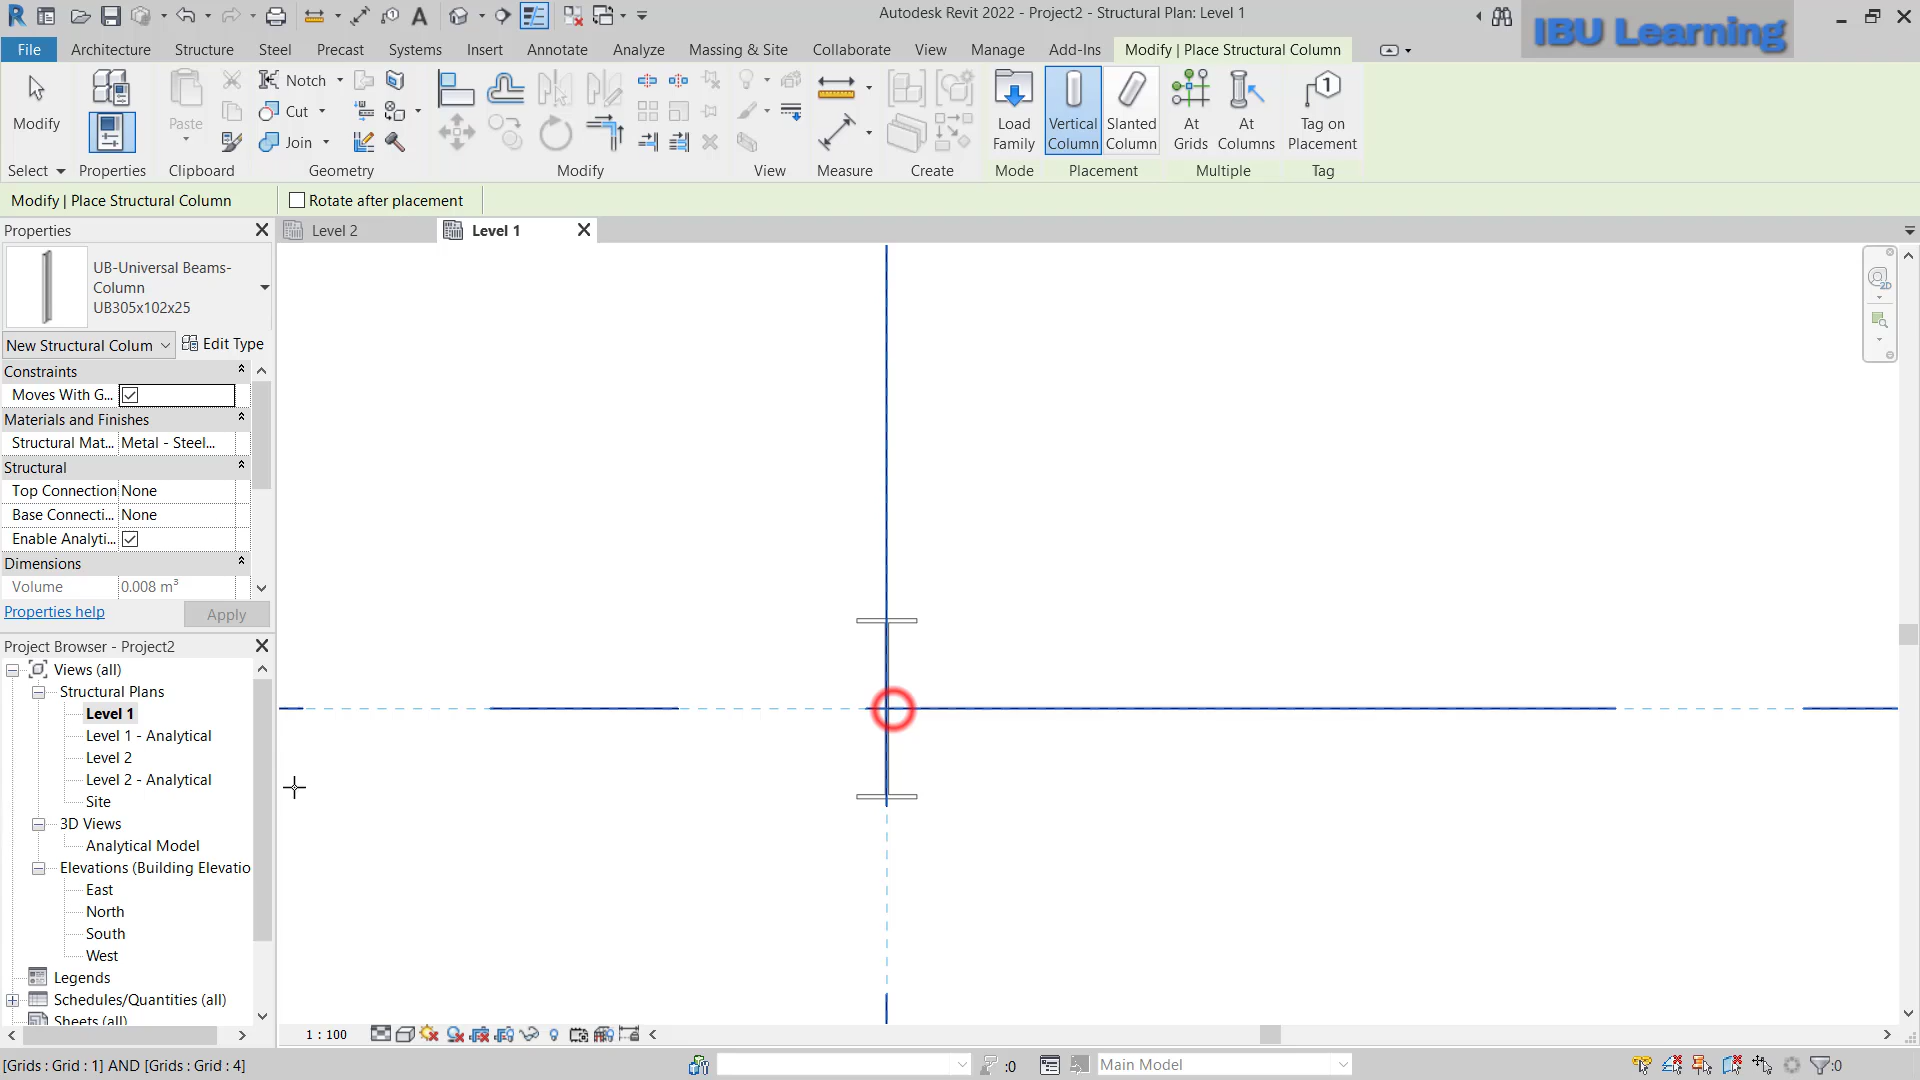 Autodesk Revit 2022 - Project2 - Structural Plan: Level 1
IBU Learning
File Architecture Structure Steel Precast Systems Insert Annotate Analyze Massing & Site Collaborate View Manage Add-Ins Modify | Place Structural Column
Modify
Paste
Notch
Cut
Join
Load Family
Vertical Column
Slanted Column
At Grids
At Columns
Tag on Placement
Select Properties Clipboard Geometry Modify View Measure Create Mode Placement Multiple Tag
Modify | Place Structural Column Rotate after placement
Properties
Level 2 Level 1
UB-Universal Beams-
Column
UB305x102x25
New Structural Colum Edit Type
Constraints
Moves With G...
Materials and Finishes
Structural Mat... Metal - Steel...
Structural
Top Connection None
Base Connecti... None
Enable Analyti...
Dimensions
Volume 0.008 m³
Properties help Apply
Project Browser - Project2
Views (all)
Structural Plans
Level 1
Level 1 - Analytical
Level 2
Level 2 - Analytical
Site
3D Views
Analytical Model
Elevations (Building Elevatio
East
North
South
West
Legends
Schedules/Quantities (all)
Sheets (all)
1 : 100
[Grids : Grid : 1] AND [Grids : Grid : 4] :0 Main Model :0